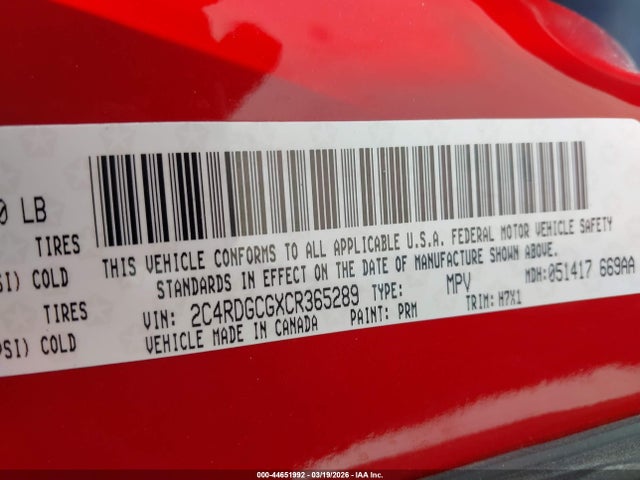 0 LB
TIRES
SI) COLD
TIRES
PSI) COLD
THIS VEHICLE CONFORMS TO ALL APPLICABLE U.S.A. FEDERAL MOTOR VEHICLE SAFETY
STANDARDS IN EFFECT ON THE DATE OF MANUFACTURE SHOWN ABOVE.
VIN: 2C4RDGCGXCR365289 TYPE: MPV MDH:051417 669AA
VEHICLE MADE IN CANADA PAINT: PRM TRIM: H7X1
000-44651992 - 03/19/2026 - IAA Inc.